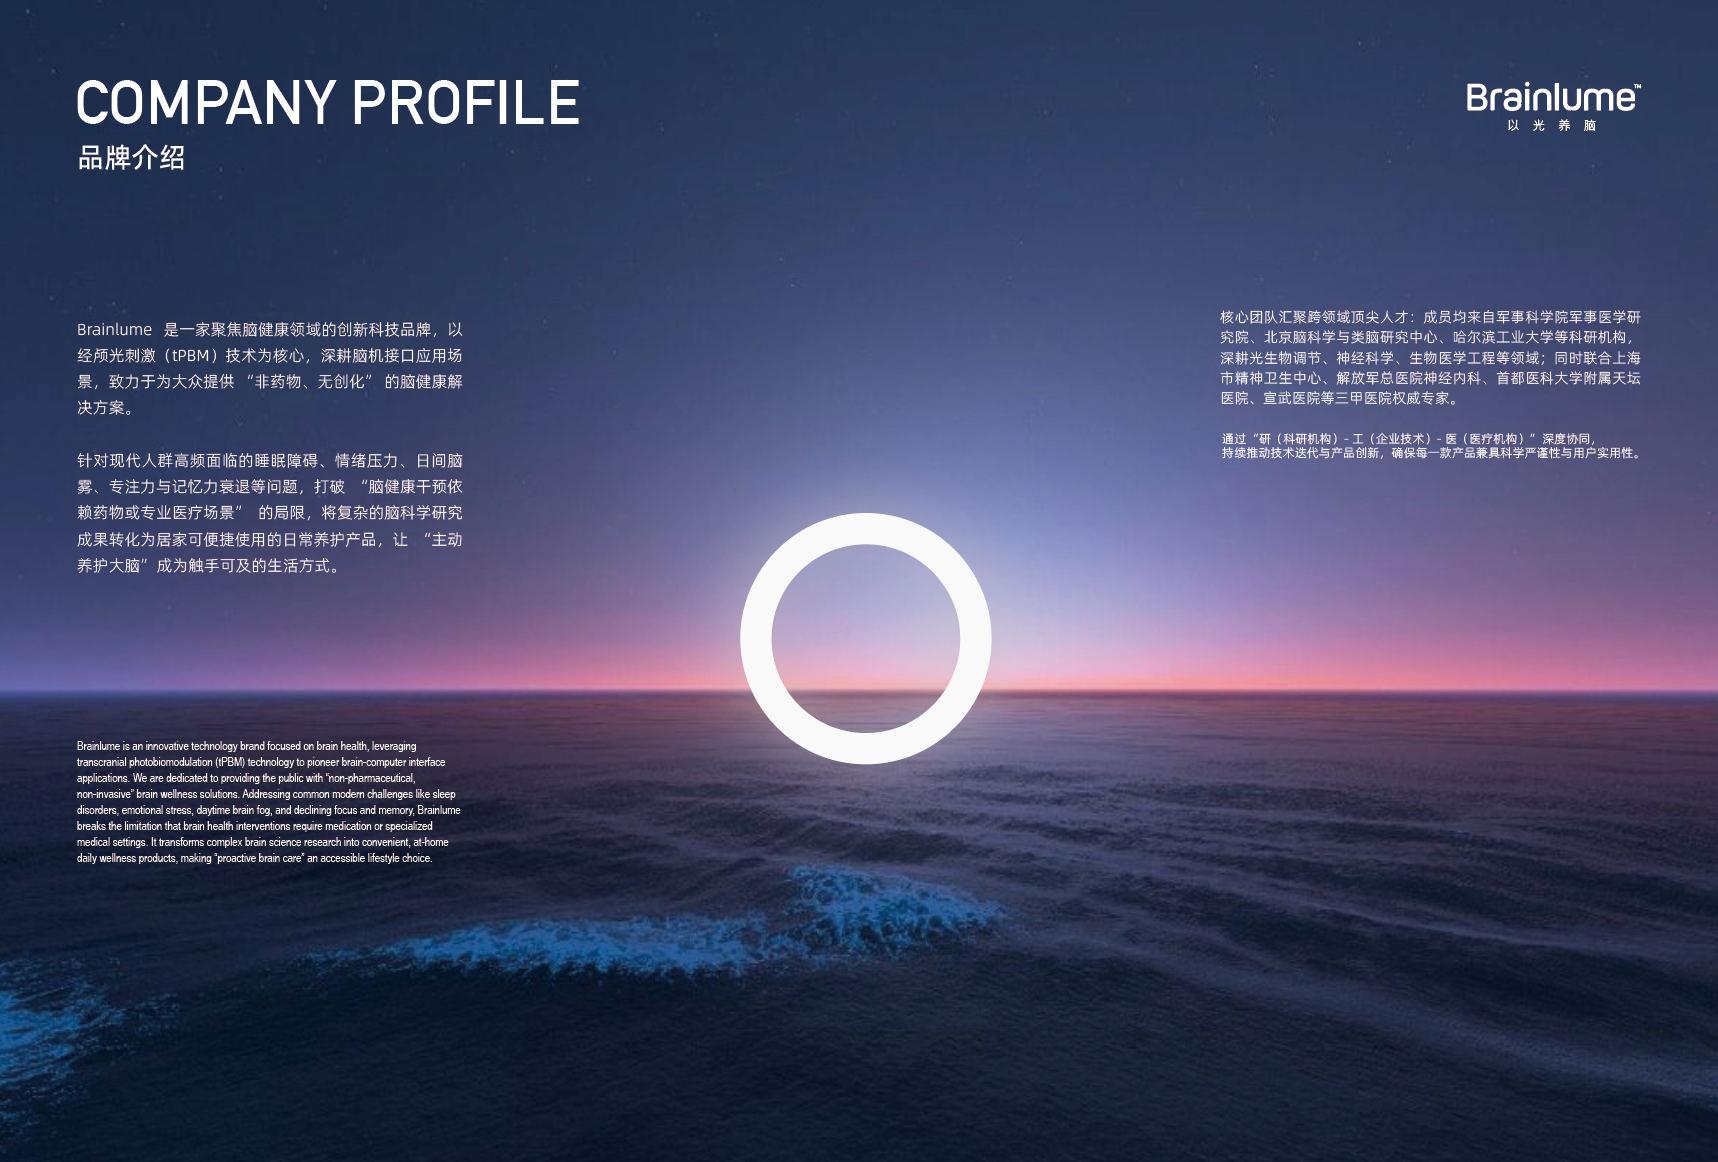 COMPANY PROFILE
品牌介绍
Brainlume™
以光养脑
Brainlume 是一家聚焦脑健康领域的创新科技品牌，以
经颅光刺激（tPBM）技术为核心，深耕脑机接口应用场
景，致力于为大众提供 “非药物、无创化” 的脑健康解
决方案。
针对现代人群高频面临的睡眠障碍、情绪压力、日间脑
雾、专注力与记忆力衰退等问题，打破 “脑健康干预依
赖药物或专业医疗场景” 的局限，将复杂的脑科学研究
成果转化为居家可便捷使用的日常养护产品，让 “主动
养护大脑” 成为触手可及的生活方式。
核心团队汇聚跨领域顶尖人才：成员均来自军事科学院军事医学研
究院、北京脑科学与类脑研究中心、哈尔滨工业大学等科研机构，
深耕光生物调节、神经科学、生物医学工程等领域；同时联合上海
市精神卫生中心、解放军总医院神经内科、首都医科大学附属天坛
医院、宣武医院等三甲医院权威专家。
通过“研（科研机构）- 工（企业技术）- 医（医疗机构）”深度协同，
持续推动技术迭代与产品创新，确保每一款产品兼具科学严谨性与用户实用性。
Brainlume is an innovative technology brand focused on brain health, leveraging
transcranial photobiomodulation (tPBM) technology to pioneer brain-computer interface
applications. We are dedicated to providing the public with “non-pharmaceutical,
non-invasive” brain wellness solutions. Addressing common modern challenges like sleep
disorders, emotional stress, daytime brain fog, and declining focus and memory, Brainlume
breaks the limitation that brain health interventions require medication or specialized
medical settings. It transforms complex brain science research into convenient, at-home
daily wellness products, making “proactive brain care” an accessible lifestyle choice.